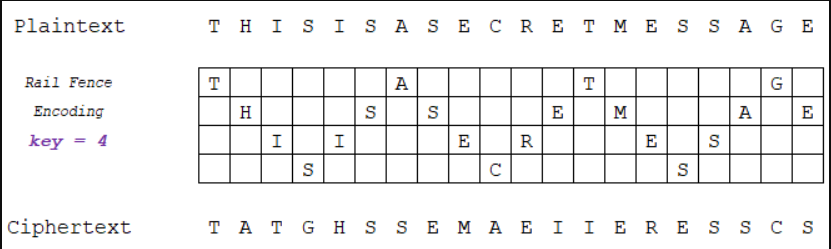 Plaintext T H I S I S A S E C R E T M E S S A G E
Rail Fence T A T G
Encoding H S S E M A E
key = 4 I I E R E S
S C S
Ciphertext T A T G H S S E M A E I I E R E S S C S